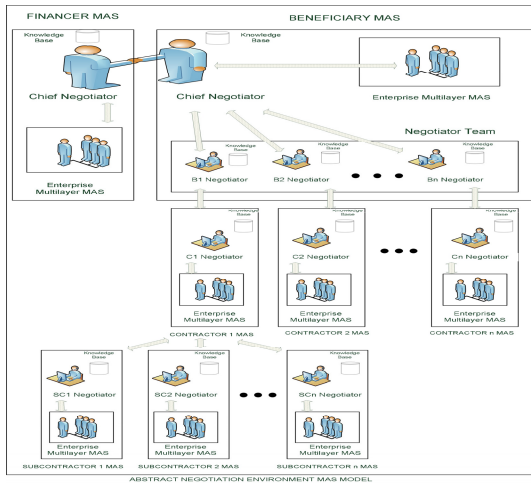 FINANCER MAS
BENEFICIARY MAS
Knowledge
Base
Knowledge
Base
Chief Negotiator
Chief Negotiator
Enterprise Multilayer MAS
Enterprise
Multilayer MAS
Negotiator Team
Knowledge
Base
Knowledge
Base
Knowledge
Base
B1 Negotiator
B2 Negotiator
Bn Negotiator
Knowledge
Base
Knowledge
Base
Knowledge
Base
C1 Negotiator
C2 Negotiator
Cn Negotiator
Enterprise
Multilayer MAS
Enterprise
Multilayer MAS
Enterprise
Multilayer MAS
CONTRACTOR 1 MAS
CONTRACTOR 2 MAS
CONTRACTOR n MAS
Knowledge
Base
Knowledge
Base
Knowledge
Base
SC1 Negotiator
SC2 Negotiator
SCn Negotiator
Enterprise
Multilayer MAS
Enterprise
Multilayer MAS
Enterprise
Multilayer MAS
SUBCONTRACTOR 1 MAS
SUBCONTRACTOR 2 MAS
SUBCONTRACTOR n MAS
ABSTRACT NEGOTIATION ENVIRONMENT MAS MODEL